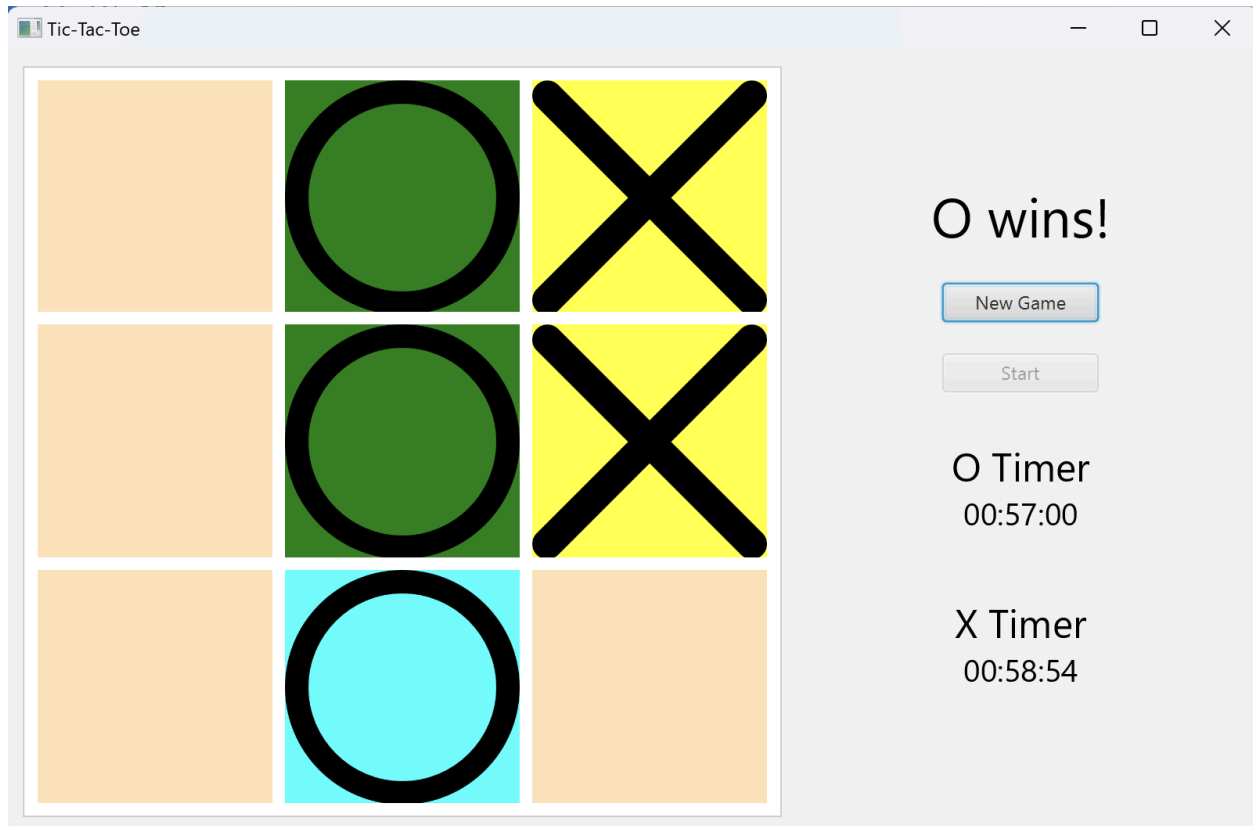 Tic-Tac-Toe
O wins!
New Game
Start
O Timer
00:57:00
X Timer
00:58:54